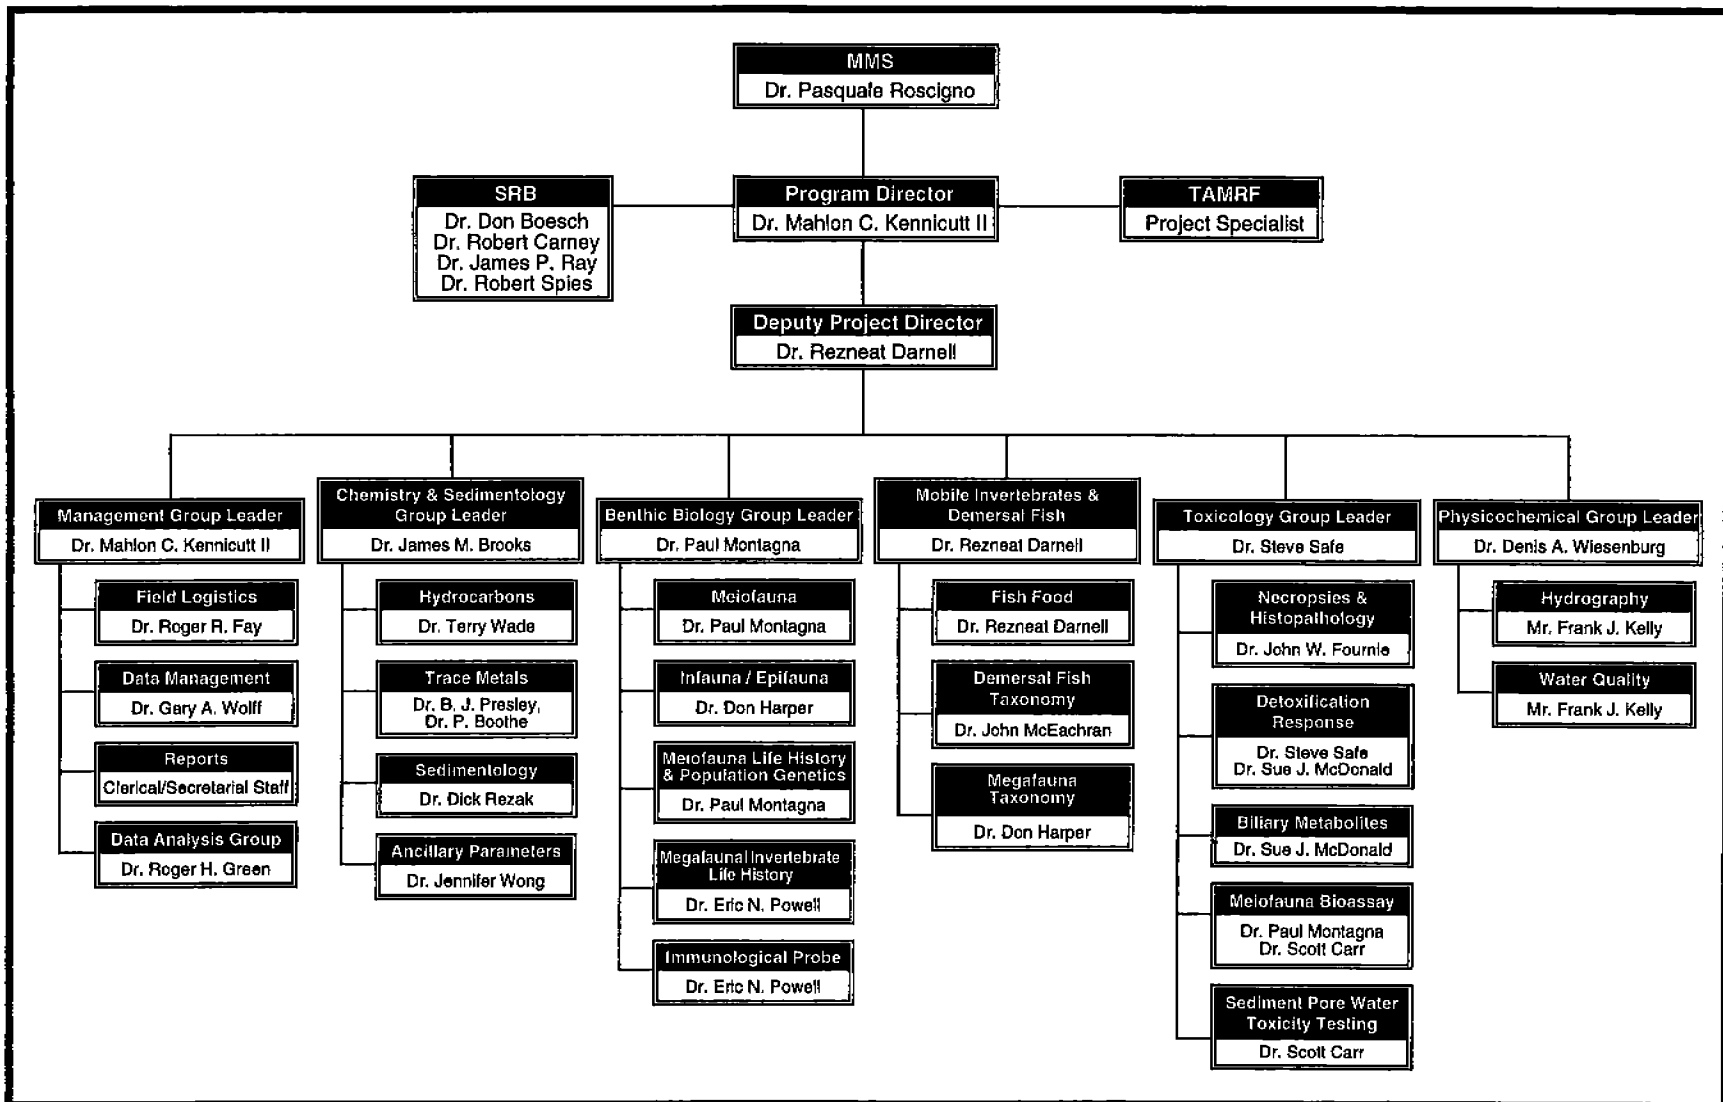 MMS
Dr. Pasquale Roscigno
SRB
Dr. Don Boesch
Dr. Robert Carney
Dr. James P. Ray
Dr. Robert Spies
Program Director
Dr. Mahlon C. Kennicutt II
TAMRF
Project Specialist
Deputy Project Director
Dr. Rezneat Darnell
Management Group Leader
Dr. Mahlon C. Kennicutt II
Field Logistics
Dr. Roger R. Fay
Data Management
Dr. Gary A. Wolff
Reports
Clerical/Secretarial Staff
Data Analysis Group
Dr. Roger H. Green
Chemistry & Sedimentology
Group Leader
Dr. James M. Brooks
Hydrocarbons
Dr. Terry Wade
Trace Metals
Dr. B. J. Presley,
Dr. P. Boothe
Sedimentology
Dr. Dick Rezak
Ancillary Parameters
Dr. Jennifer Wong
Benthic Biology Group Leader
Dr. Paul Montagna
Meiofauna
Dr. Paul Montagna
Infauna / Epifauna
Dr. Don Harper
Meiofauna Life History
& Population Genetics
Dr. Paul Montagna
Megafaunal Invertebrate
Life History
Dr. Eric N. Powell
Immunological Probe
Dr. Eric N. Powell
Mobile Invertebrates &
Demersal Fish
Dr. Rezneat Darnell
Fish Food
Dr. Rezneat Darnell
Demersal Fish
Taxonomy
Dr. John McEachran
Megafauna
Taxonomy
Dr. Don Harper
Toxicology Group Leader
Dr. Steve Safe
Necropsies &
Histopathology
Dr. John W. Fournie
Detoxification
Response
Dr. Steve Safe
Dr. Sue J. McDonald
Biliary Metabolites
Dr. Sue J. McDonald
Meiofauna Bioassay
Dr. Paul Montagna
Dr. Scott Carr
Sediment Pore Water
Toxicity Testing
Dr. Scott Carr
Physicochemical Group Leader
Dr. Denis A. Wiesenburg
Hydrography
Mr. Frank J. Kelly
Water Quality
Mr. Frank J. Kelly